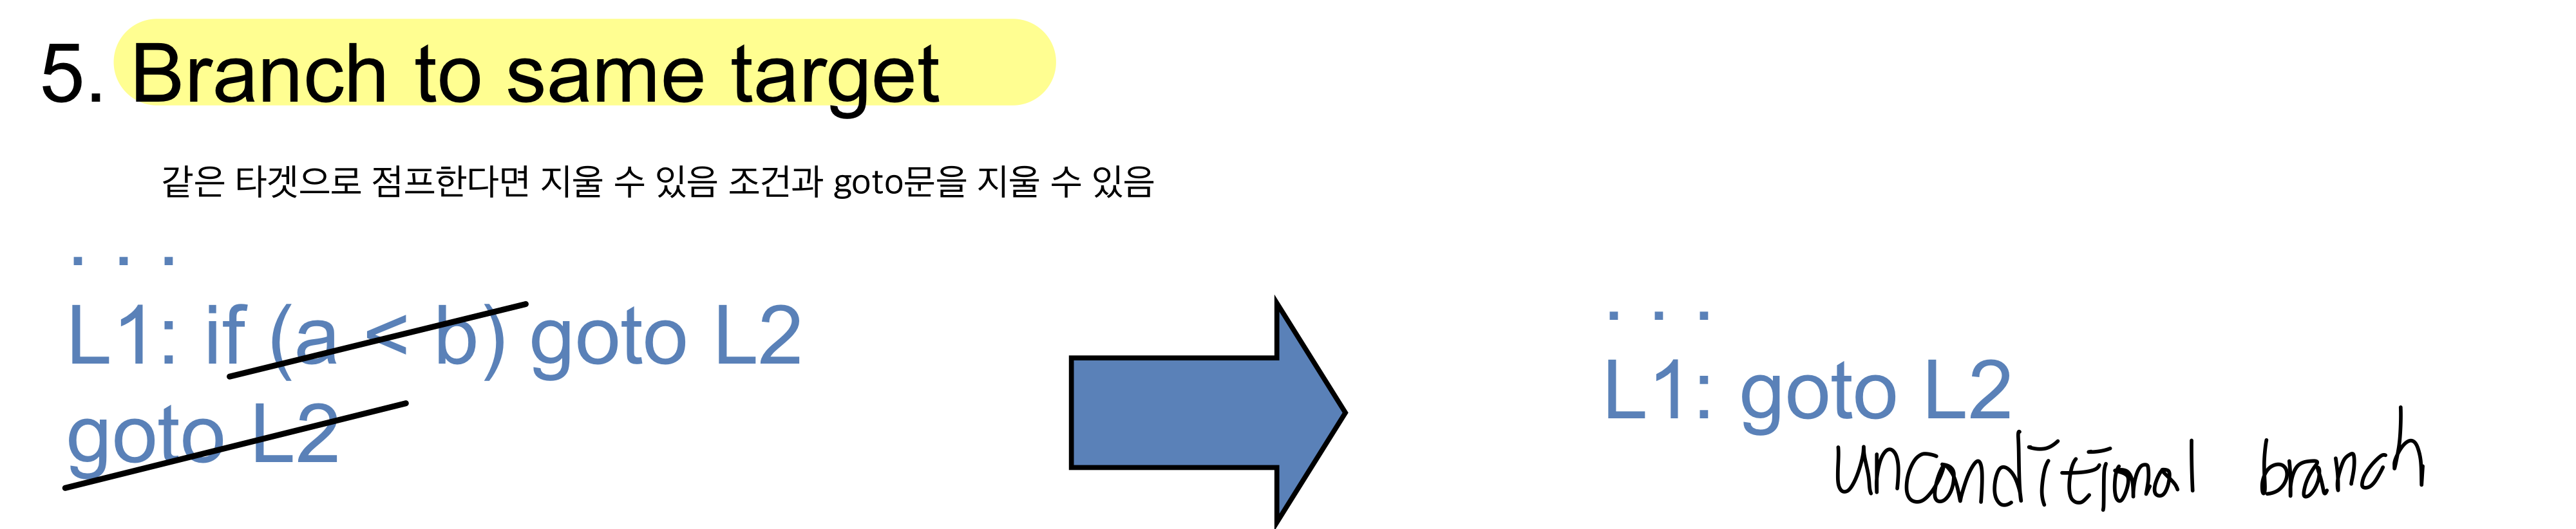 5. Branch to same target
같은 타겟으로 점프한다면 지울 수 있음 조건과 goto문을 지울 수 있음
. . .
L1: if (a < b) goto L2
goto L2
. . .
L1: goto L2
unconditional branch